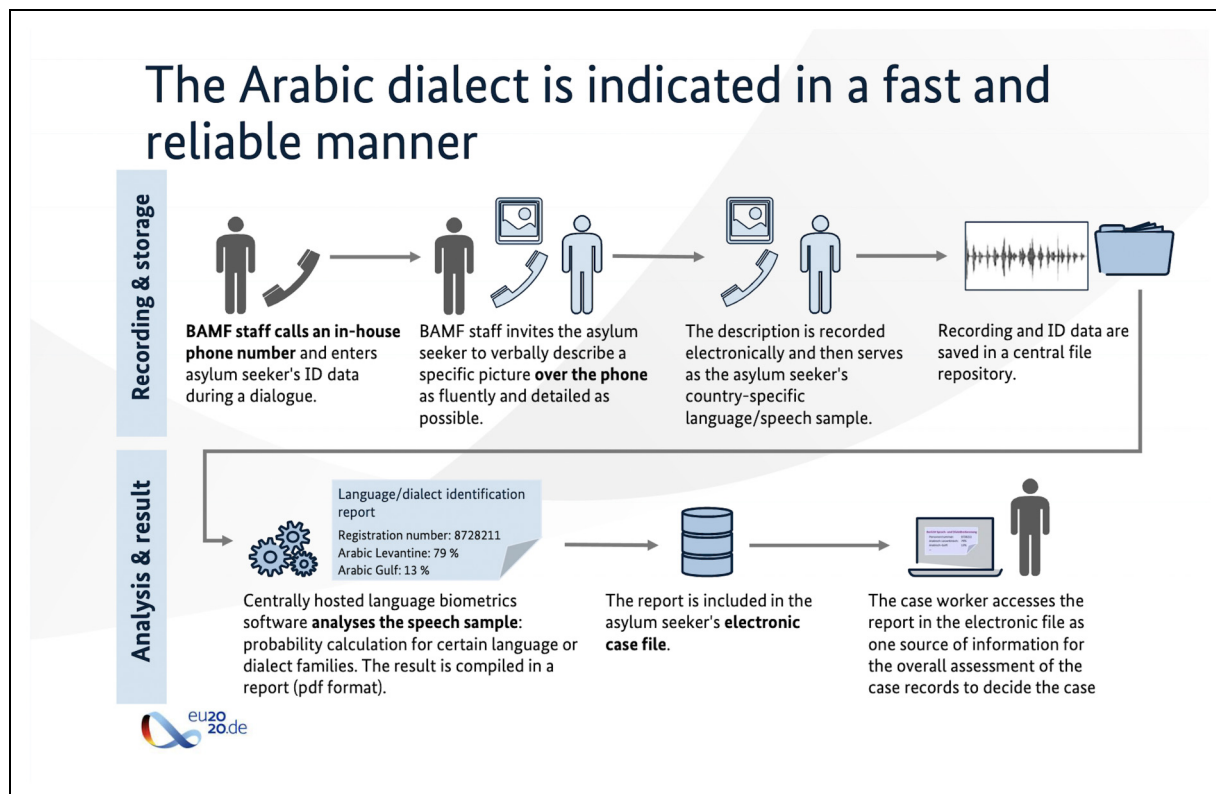 The Arabic dialect is indicated in a fast and
reliable manner
Recording & storage
BAMF staff calls an in-house
phone number and enters
asylum seeker's ID data
during a dialogue.
BAMF staff invites the asylum
seeker to verbally describe a
specific picture over the phone
as fluently and detailed as
possible.
The description is recorded
electronically and then serves
as the asylum seeker's
country-specific
language/speech sample.
Recording and ID data are
saved in a central file
repository.
Analysis & result
Language/dialect identification
report
Registration number: 8728211
Arabic Levantine: 79 %
Arabic Gulf: 13 %
Centrally hosted language biometrics
software analyses the speech sample:
probability calculation for certain language or
dialect families. The result is compiled in a
report (pdf format).
The report is included in the
asylum seeker's electronic
case file.
The case worker accesses the
report in the electronic file as
one source of information for
the overall assessment of the
case records to decide the case
eu20
20.de